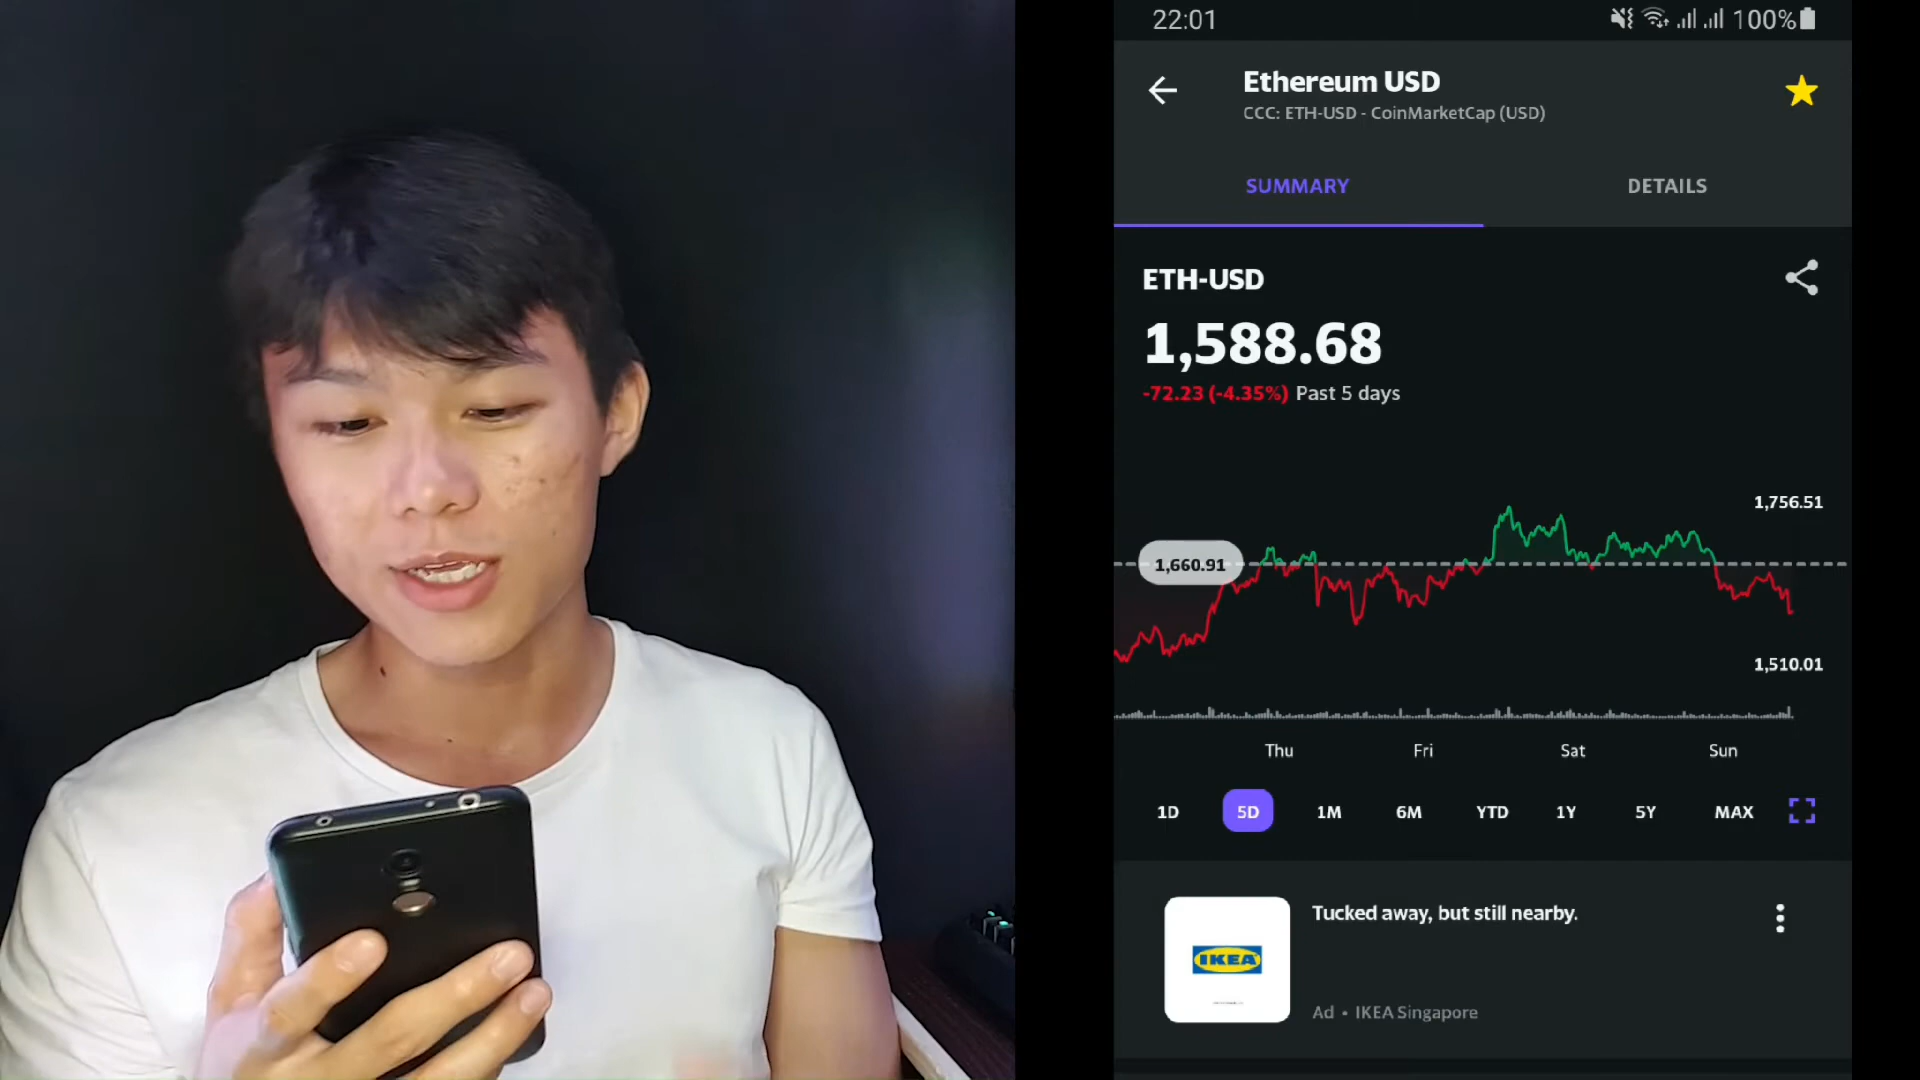 22:01
100%
Ethereum USD
CCC: ETH-USD - CoinMarketCap (USD)
SUMMARY
DETAILS
ETH-USD
1,588.68
-72.23 (-4.35%) Past 5 days
1,756.51
1,660.91
1,510.01
Thu Fri Sat Sun
1D 5D 1M 6M YTD 1Y 5Y MAX
Tucked away, but still nearby.
IKEA
Ad • IKEA Singapore